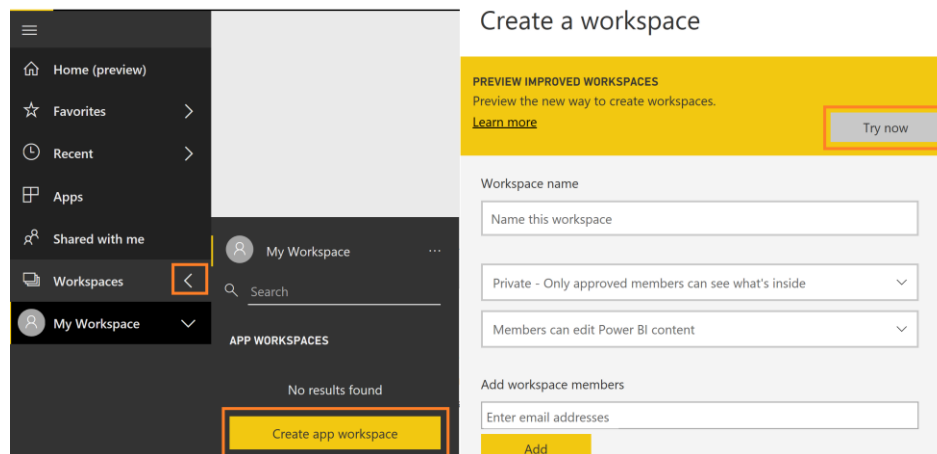 Home (preview)
Favorites
Recent
Apps
Shared with me
Workspaces
My Workspace
My Workspace
Search
APP WORKSPACES
No results found
Create app workspace
Create a workspace
PREVIEW IMPROVED WORKSPACES
Preview the new way to create workspaces.
Learn more
Try now
Workspace name
Name this workspace
Private - Only approved members can see what's inside
Members can edit Power BI content
Add workspace members
Enter email addresses
Add